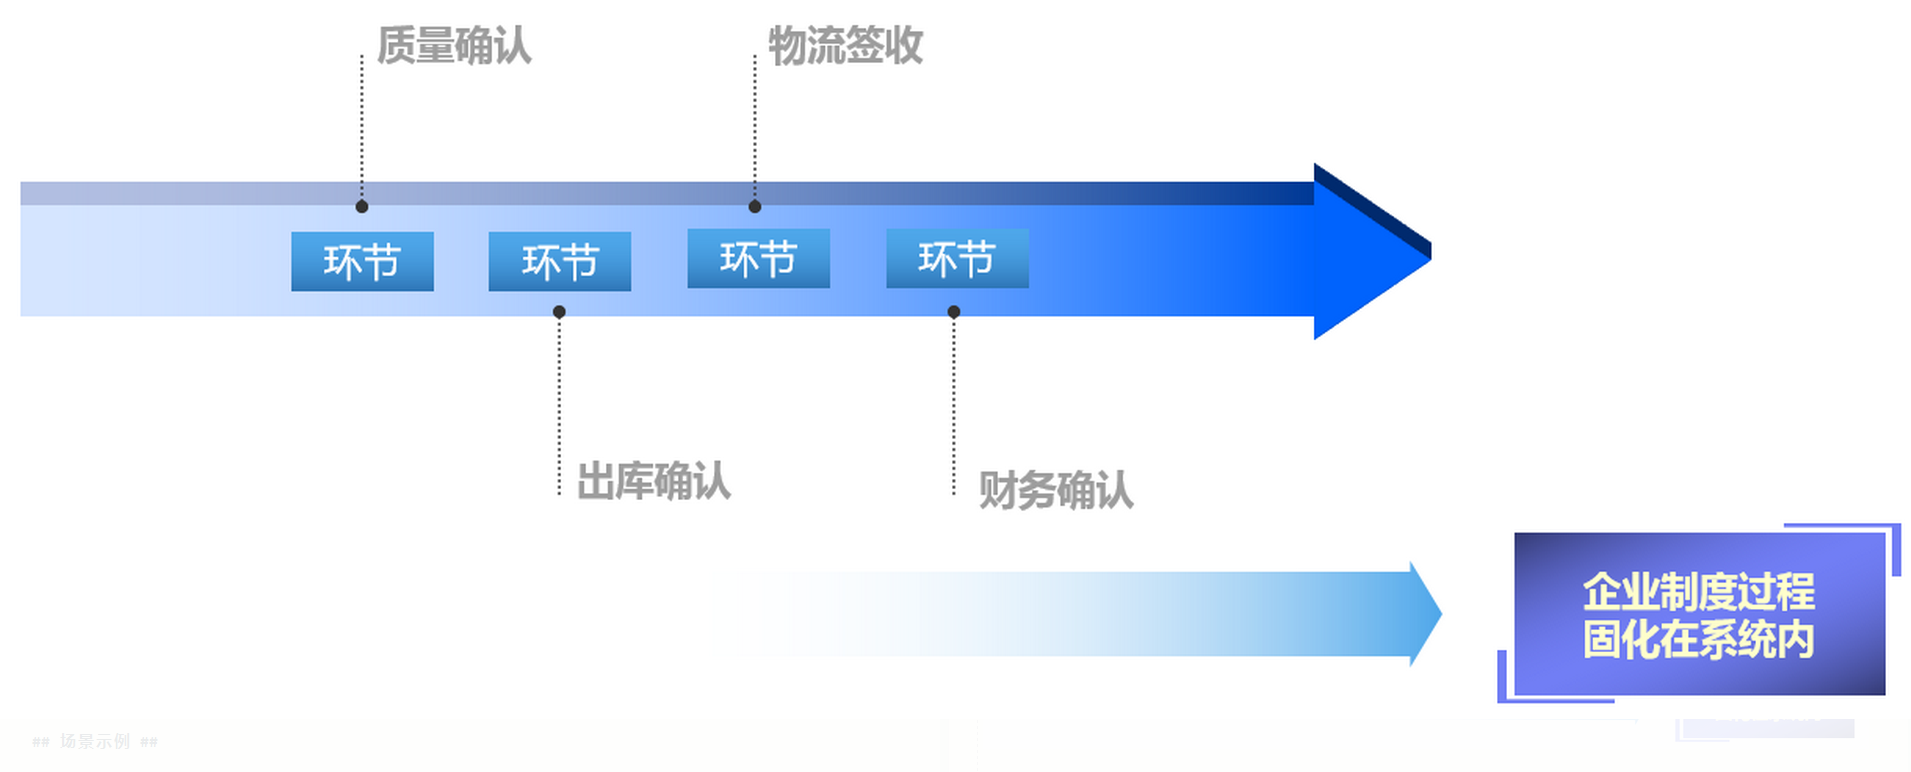 质量确认
物流签收
环节
环节
环节
环节
出库确认
财务确认
企业制度过程
固化在系统内
## 场景示例 ##